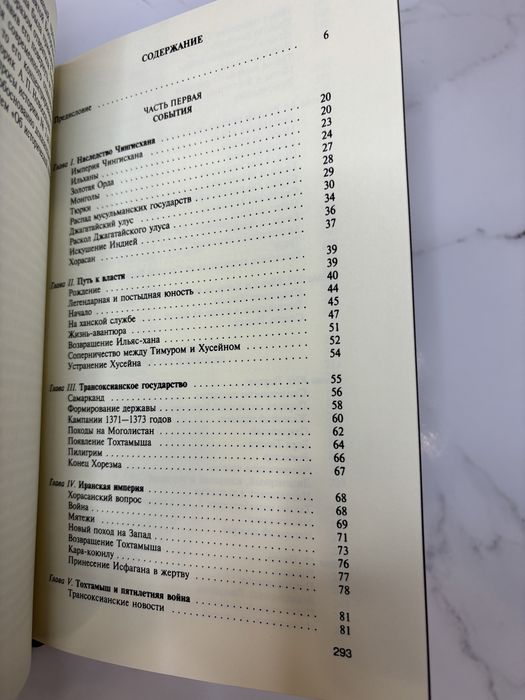 СОДЕРЖАНИЕ
Предисловие . . . 6
ЧАСТЬ ПЕРВАЯ
СОБЫТИЯ
Глава I. Наследство Чингисхана . . . 20
Империя Чингисхана . . . 20
Ильханы . . . 23
Золотая Орда . . . 24
Монголы . . . 27
Тюрки . . . 28
Распад мусульманских государств . . . 29
Джагатайский улус . . . 30
Раскол Джагатайского улуса . . . 34
Искушение Индией . . . 36
Хорасан . . . 37
Глава II. Путь к власти . . . 39
Рождение . . . 39
Легендарная и постыдная юность . . . 40
Начало . . . 44
На ханской службе . . . 45
Жизнь-авантюра . . . 47
Возвращение Ильяс-хана . . . 51
Соперничество между Тимуром и Хусейном . . . 52
Устранение Хусейна . . . 54
Глава III. Трансоксианское государство . . . 55
Самарканд . . . 56
Формирование державы . . . 58
Кампании 1371—1373 годов . . . 60
Походы на Моголистан . . . 62
Появление Тохтамыша . . . 64
Пилигрим . . . 66
Конец Хорезма . . . 67
Глава IV. Иранская империя . . . 68
Хорасанский вопрос . . . 68
Война . . . 69
Мятежи . . . 71
Новый поход на Запад . . . 73
Возвращение Тохтамыша . . . 76
Кара-коюнлу . . . 77
Принесение Исфагана в жертву . . . 78
Глава V. Тохтамыш и пятилетняя война . . . 81
Трансоксианские новости . . . 81
293